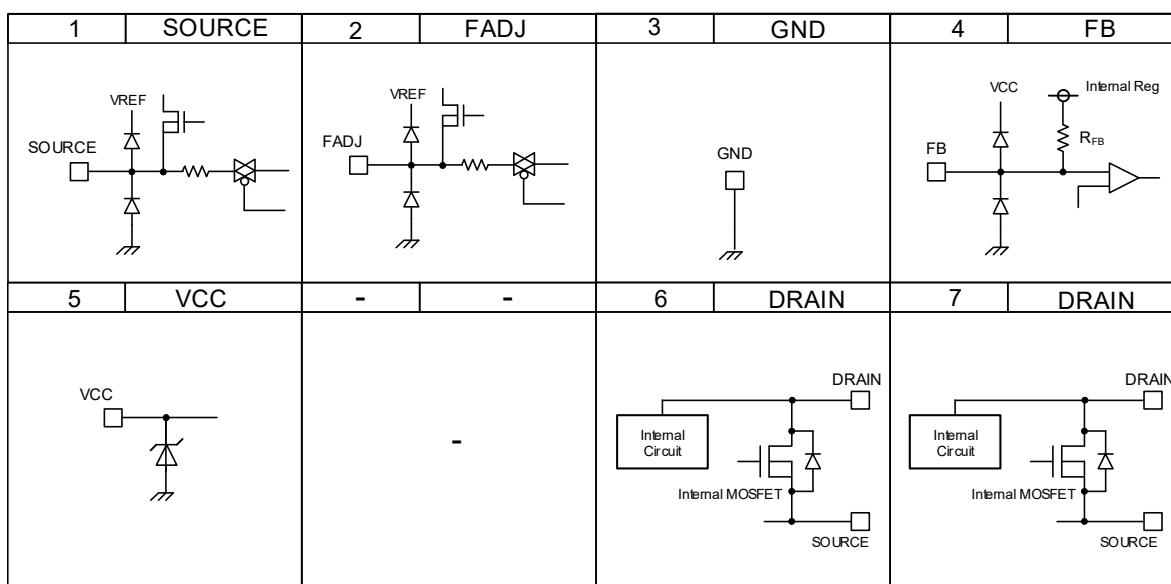 1 SOURCE 2 FADJ 3 GND 4 FB
VREF
SOURCE
VREF
FADJ
GND
VCC
Internal Reg
RFB
FB
5 VCC - - 6 DRAIN 7 DRAIN
VCC
-
DRAIN
Internal
Circuit
Internal MOSFET
SOURCE
DRAIN
Internal
Circuit
Internal MOSFET
SOURCE